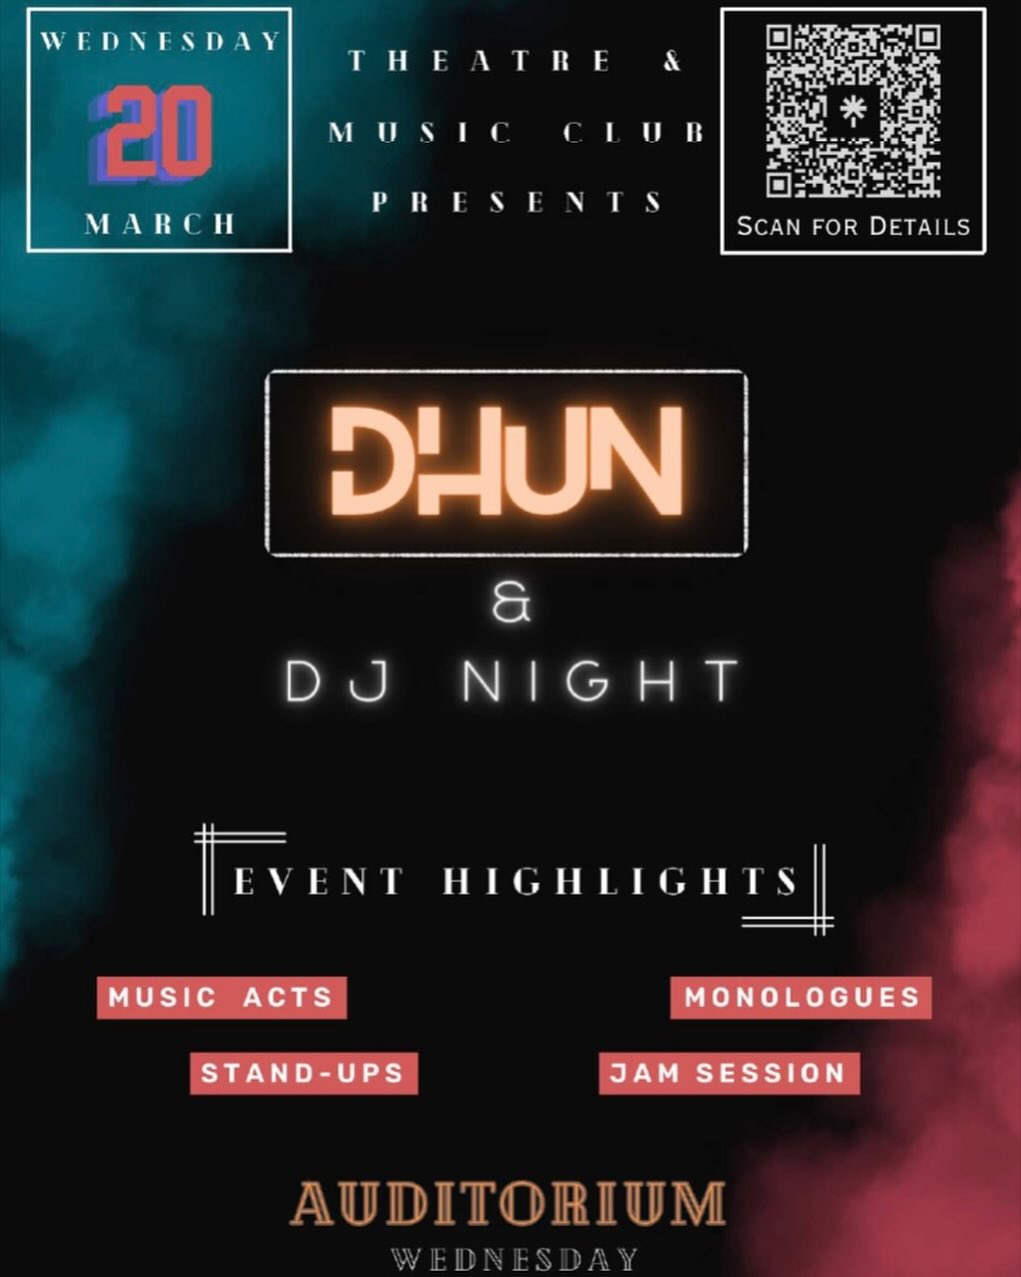 WEDNESDAY
20
MARCH
THEATRE &
MUSIC CLUB
PRESENTS
SCAN FOR DETAILS
DHUN
&
DJ NIGHT
EVENT HIGHLIGHTS
MUSIC ACTS
MONOLOGUES
STAND-UPS
JAM SESSION
AUDITORIUM
WEDNESDAY